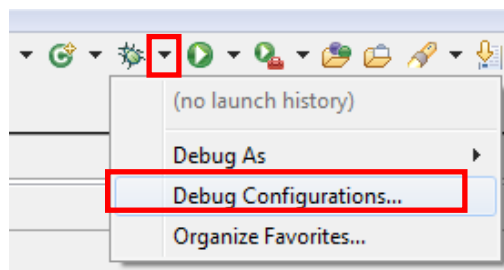 (no launch history)
Debug As
Debug Configurations...
Organize Favorites...